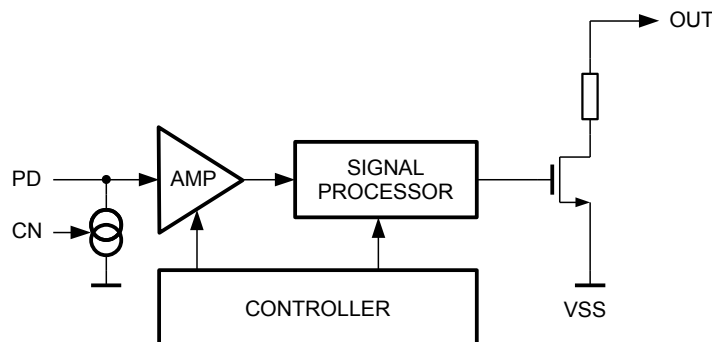 OUT
PD
AMP
SIGNAL
PROCESSOR
CN
CONTROLLER
VSS